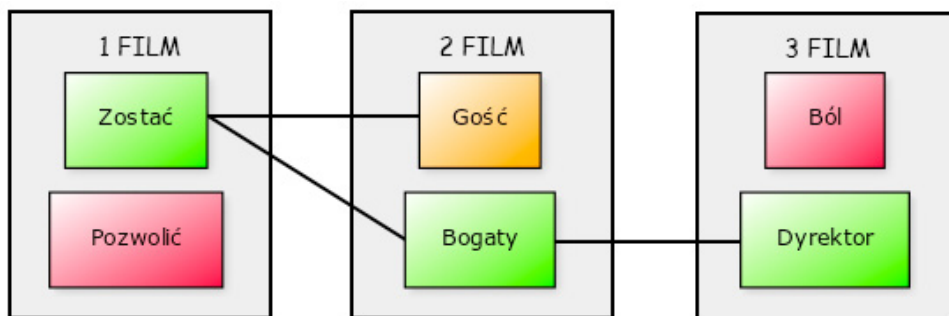 1 FILM
Zostać
Pozwolić
2 FILM
Gość
Bogaty
3 FILM
Ból
Dyrektor